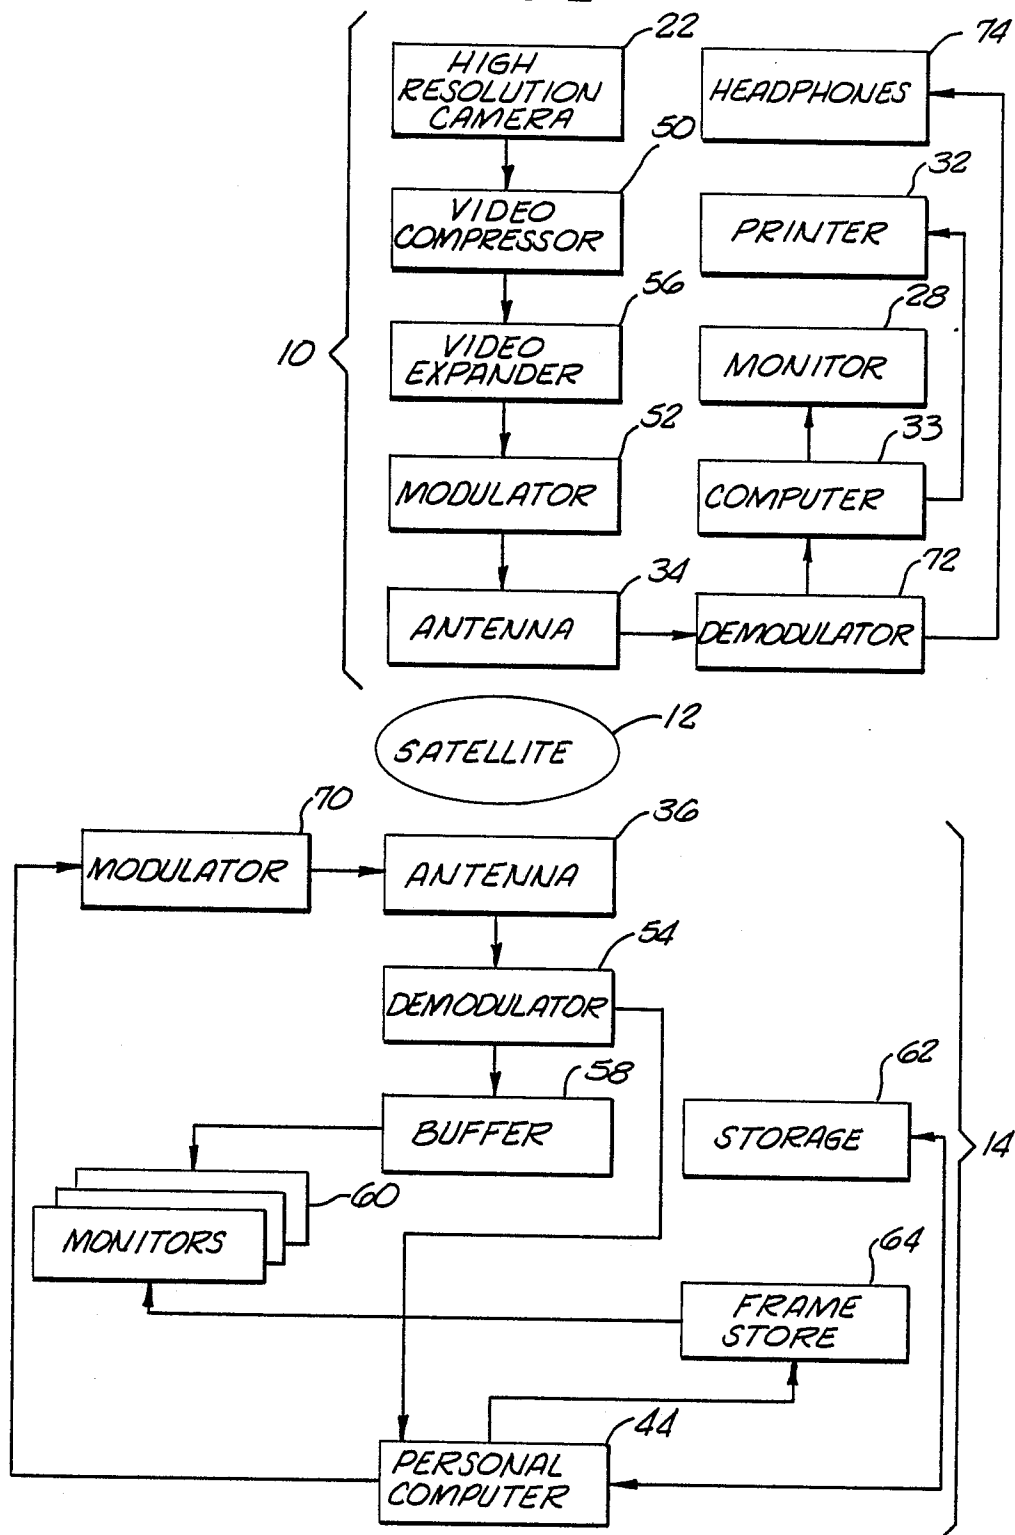 22
HIGH
RESOLUTION
CAMERA
74
HEADPHONES
50
VIDEO
COMPRESSOR
32
PRINTER
56
VIDEO
EXPANDER
28
MONITOR
10
52
MODULATOR
33
COMPUTER
34
ANTENNA
72
DEMODULATOR
12
SATELLITE
70
MODULATOR
36
ANTENNA
54
DEMODULATOR
58
BUFFER
62
STORAGE
14
60
MONITORS
64
FRAME
STORE
44
PERSONAL
COMPUTER